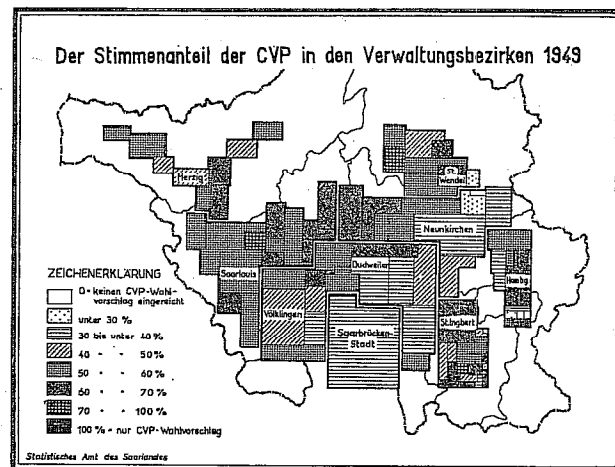 Der Stimmenanteil der CVP in den Verwaltungsbezirken 1949
Merzig
St. Wendel
Neunkirchen
Homбg
Dudweiler
Saarlouis
Völklingen
Saarbrücken-
Stadt
St.Ingbert
ZEICHENERKLÄRUNG
0 - keinen CVP-Wahl-
vorschlag eingereicht
unter 30 %
30 bis unter 40 %
40 " " 50 %
50 " " 60 %
60 " " 70 %
70 " " 100 %
100 % - nur CVP-Wahlvorschlag
Statistisches Amt des Saarlandes